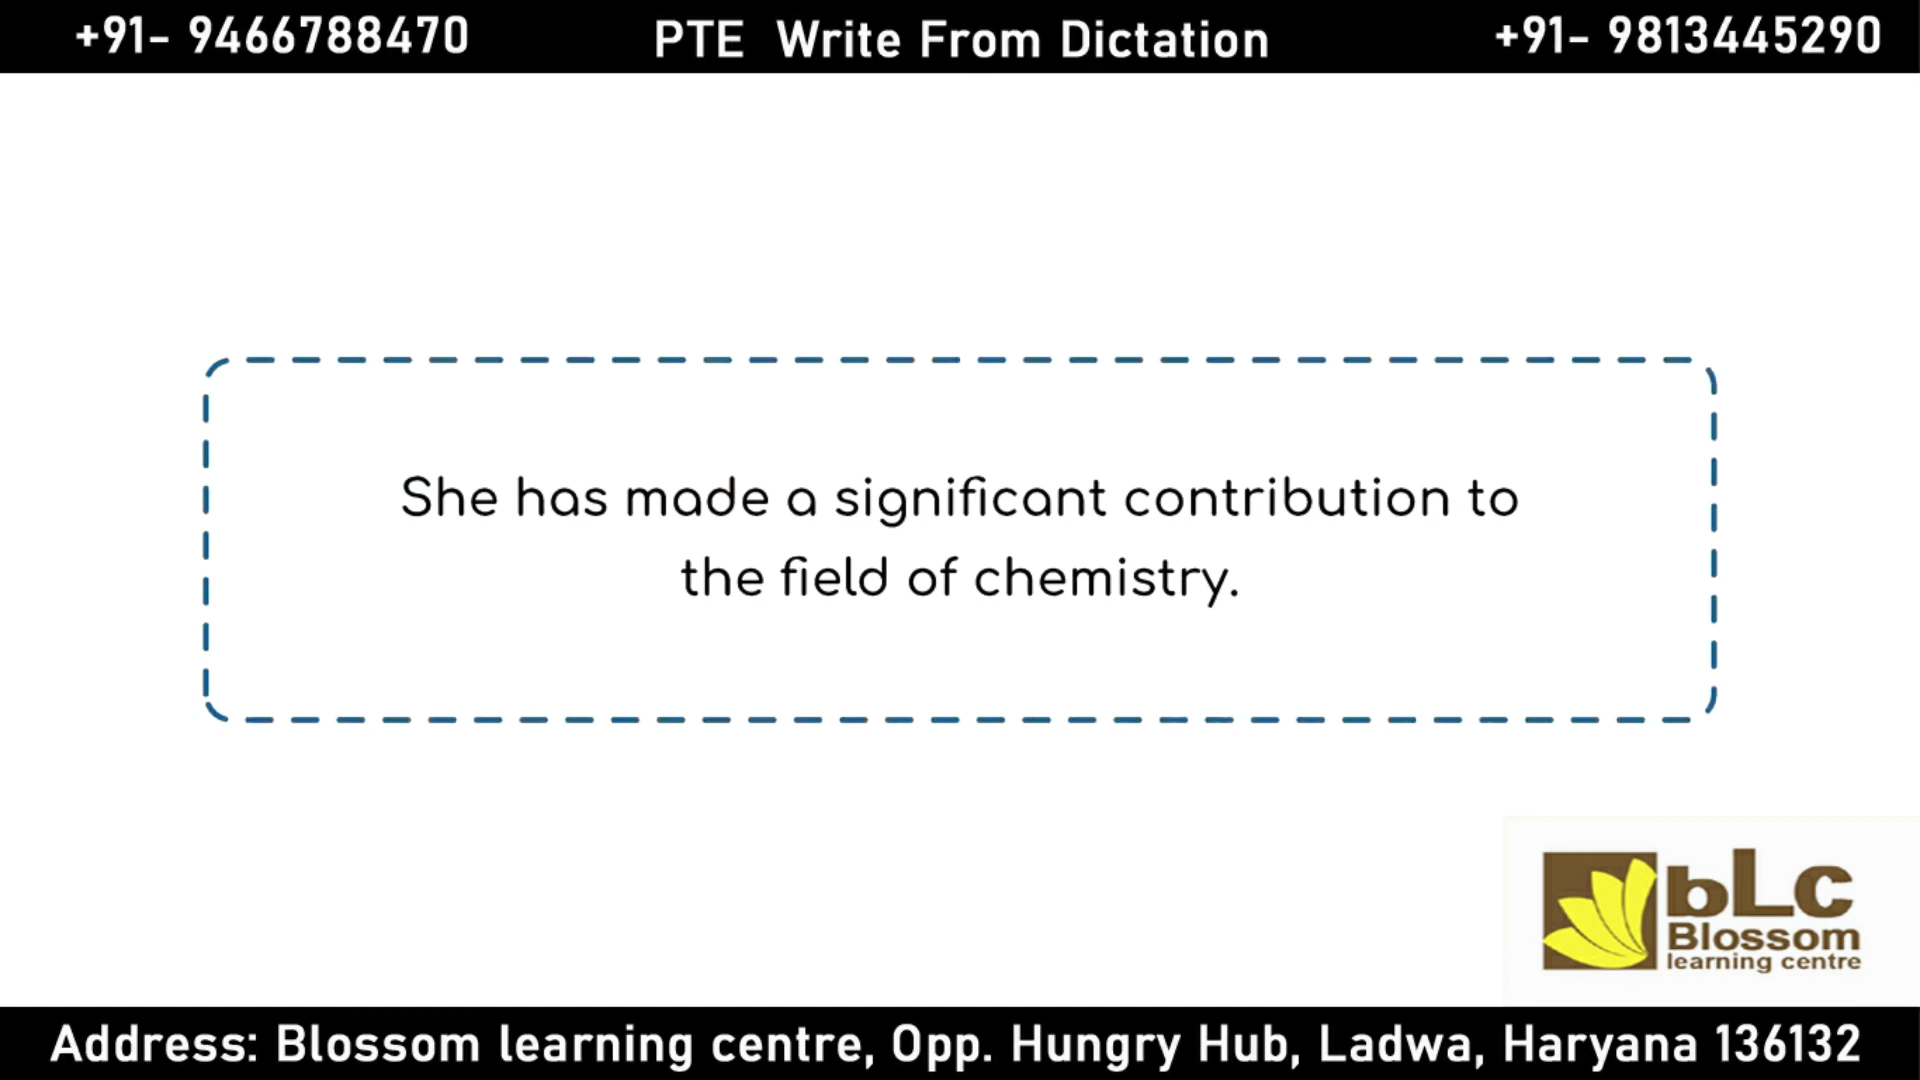 +91- 9466788470
PTE Write From Dictation
+91- 9813445290
She has made a significant contribution to
the field of chemistry.
bLc
Blossom
learning centre
Address: Blossom learning centre, Opp. Hungry Hub, Ladwa, Haryana 136132